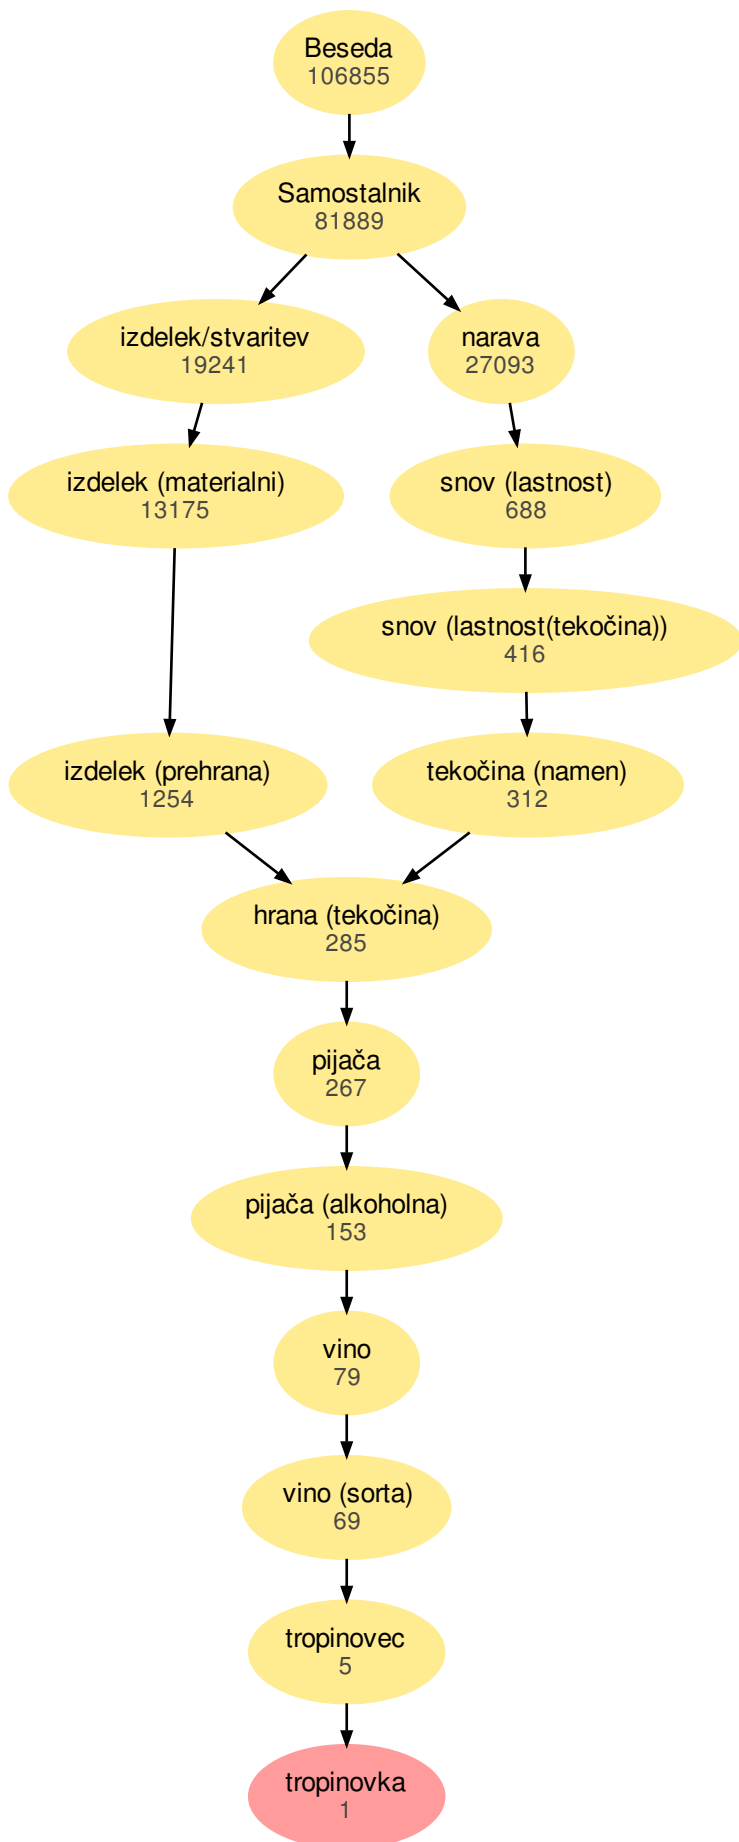 Beseda
106855
Samostalnik
81889
izdelek/stvaritev
19241
narava
27093
izdelek (materialni)
13175
snov (lastnost)
688
snov (lastnost(tekočina))
416
izdelek (prehrana)
1254
tekočina (namen)
312
hrana (tekočina)
285
pijača
267
pijača (alkoholna)
153
vino
79
vino (sorta)
69
tropinovec
5
tropinovka
1